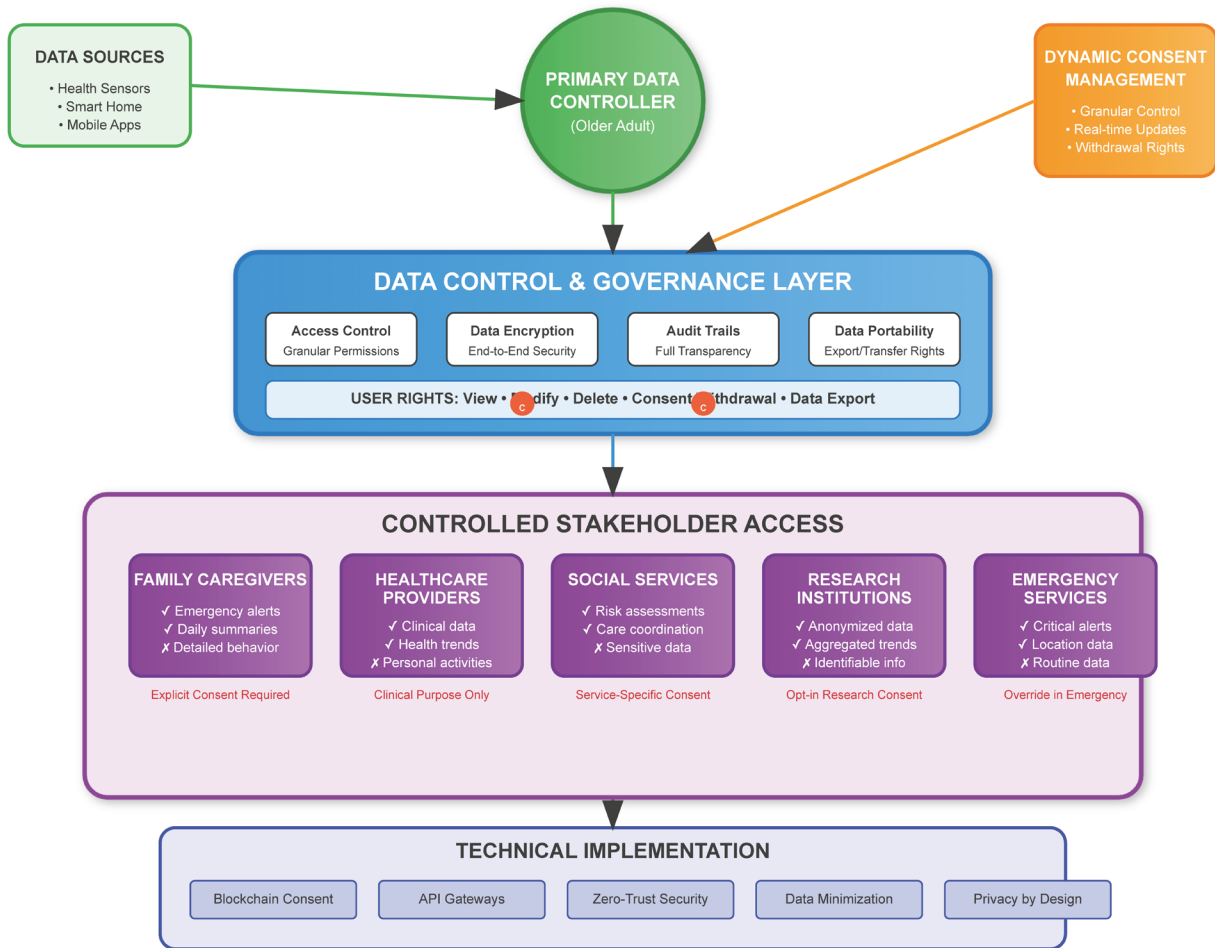 DATA SOURCES
• Health Sensors
• Smart Home
• Mobile Apps
PRIMARY DATA
CONTROLLER
(Older Adult)
DYNAMIC CONSENT
MANAGEMENT
• Granular Control
• Real-time Updates
• Withdrawal Rights
DATA CONTROL & GOVERNANCE LAYER
Access Control
Granular Permissions
Data Encryption
End-to-End Security
Audit Trails
Full Transparency
Data Portability
Export/Transfer Rights
USER RIGHTS: View • Modify • Delete • Consent Withdrawal • Data Export
C
C
CONTROLLED STAKEHOLDER ACCESS
FAMILY CAREGIVERS
✓ Emergency alerts
✓ Daily summaries
✗ Detailed behavior
Explicit Consent Required
HEALTHCARE
PROVIDERS
✓ Clinical data
✓ Health trends
✗ Personal activities
Clinical Purpose Only
SOCIAL SERVICES
✓ Risk assessments
✓ Care coordination
✗ Sensitive data
Service-Specific Consent
RESEARCH
INSTITUTIONS
✓ Anonymized data
✓ Aggregated trends
✗ Identifiable info
Opt-in Research Consent
EMERGENCY
SERVICES
✓ Critical alerts
✓ Location data
✗ Routine data
Override in Emergency
TECHNICAL IMPLEMENTATION
Blockchain Consent
API Gateways
Zero-Trust Security
Data Minimization
Privacy by Design